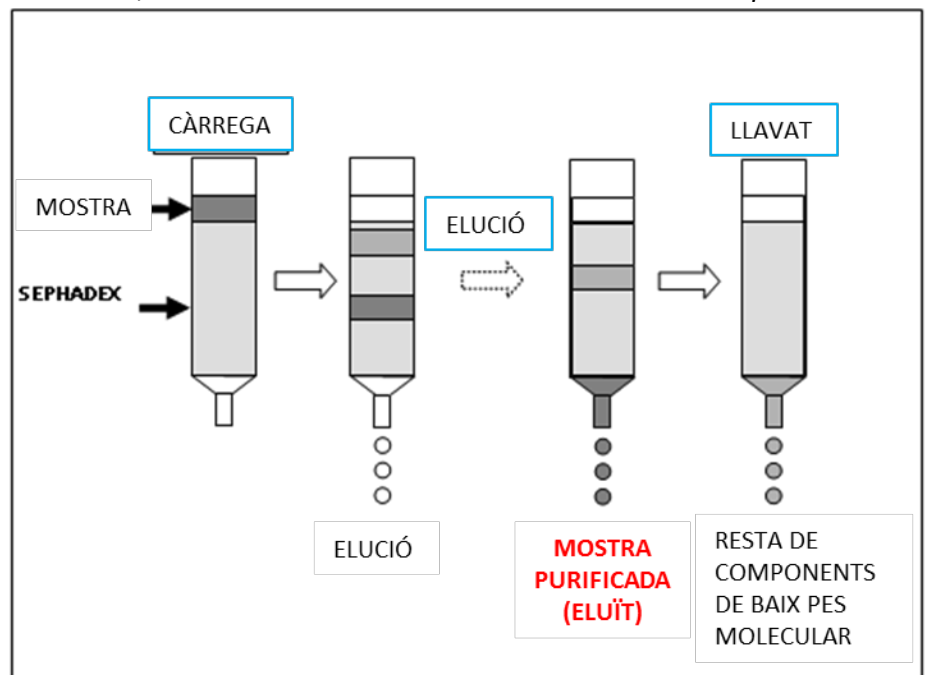 CÀRREGA
LLAVAT
MOSTRA
ELUCIÓ
SEPHADEX
ELUCIÓ
MOSTRA
PURIFICADA
(ELUÏT)
RESTA DE
COMPONENTS
DE BAIX PES
MOLECULAR